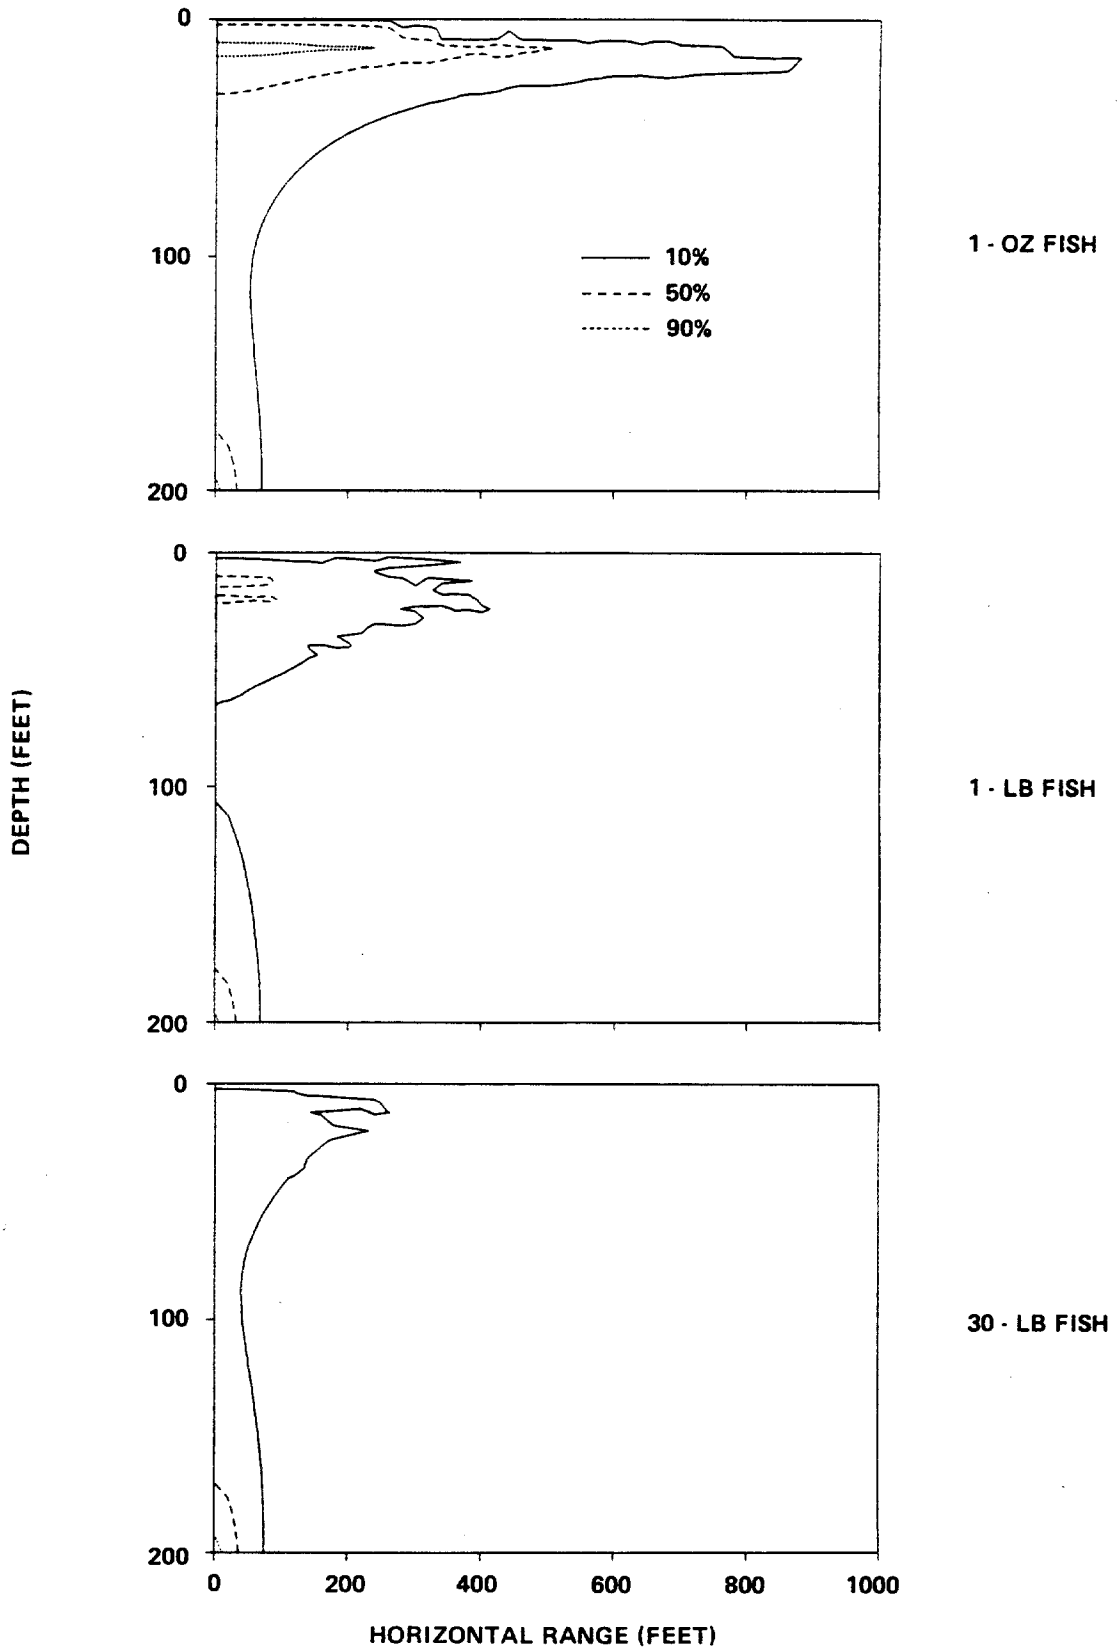 0
100
200
1 - OZ FISH
10%
50%
90%
0
100
200
1 - LB FISH
DEPTH (FEET)
0
100
200
30 - LB FISH
0 200 400 600 800 1000
HORIZONTAL RANGE (FEET)